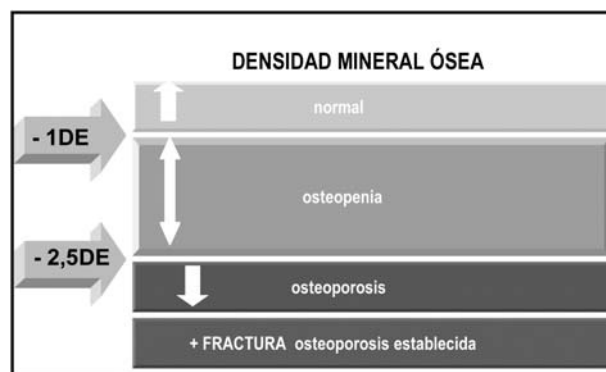 DENSIDAD MINERAL ÓSEA
normal
- 1DE
osteopenia
- 2,5DE
osteoporosis
+ FRACTURA osteoporosis establecida